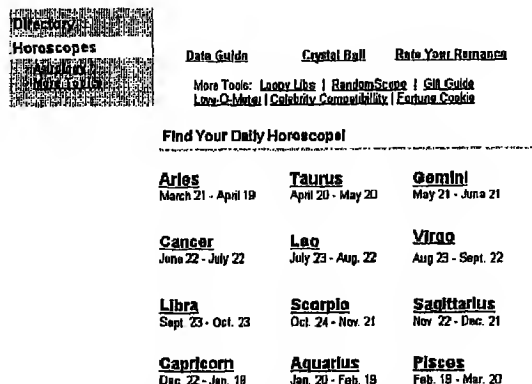 Directory
Horoscopes
More Topics
Date Guide Crystal Ball Rate Your Romance
More Tools: Loopy Libs | RandomScope | Gift Guide
Love-O-Meter | Celebrity Compatibility | Fortune Cookie
Find Your Daily Horoscope!
Aries Taurus Gemini
March 21 - April 19 April 20 - May 20 May 21 - June 21
Cancer Leo Virgo
June 22 - July 22 July 23 - Aug. 22 Aug 23 - Sept. 22
Libra Scorpio Sagittarius
Sept. 23 - Oct. 23 Oct. 24 - Nov. 21 Nov 22 - Dec. 21
Capricorn Aquarius Pisces
Dec. 22 - Jan. 19 Jan. 20 - Feb. 18 Feb. 19 - Mar. 20